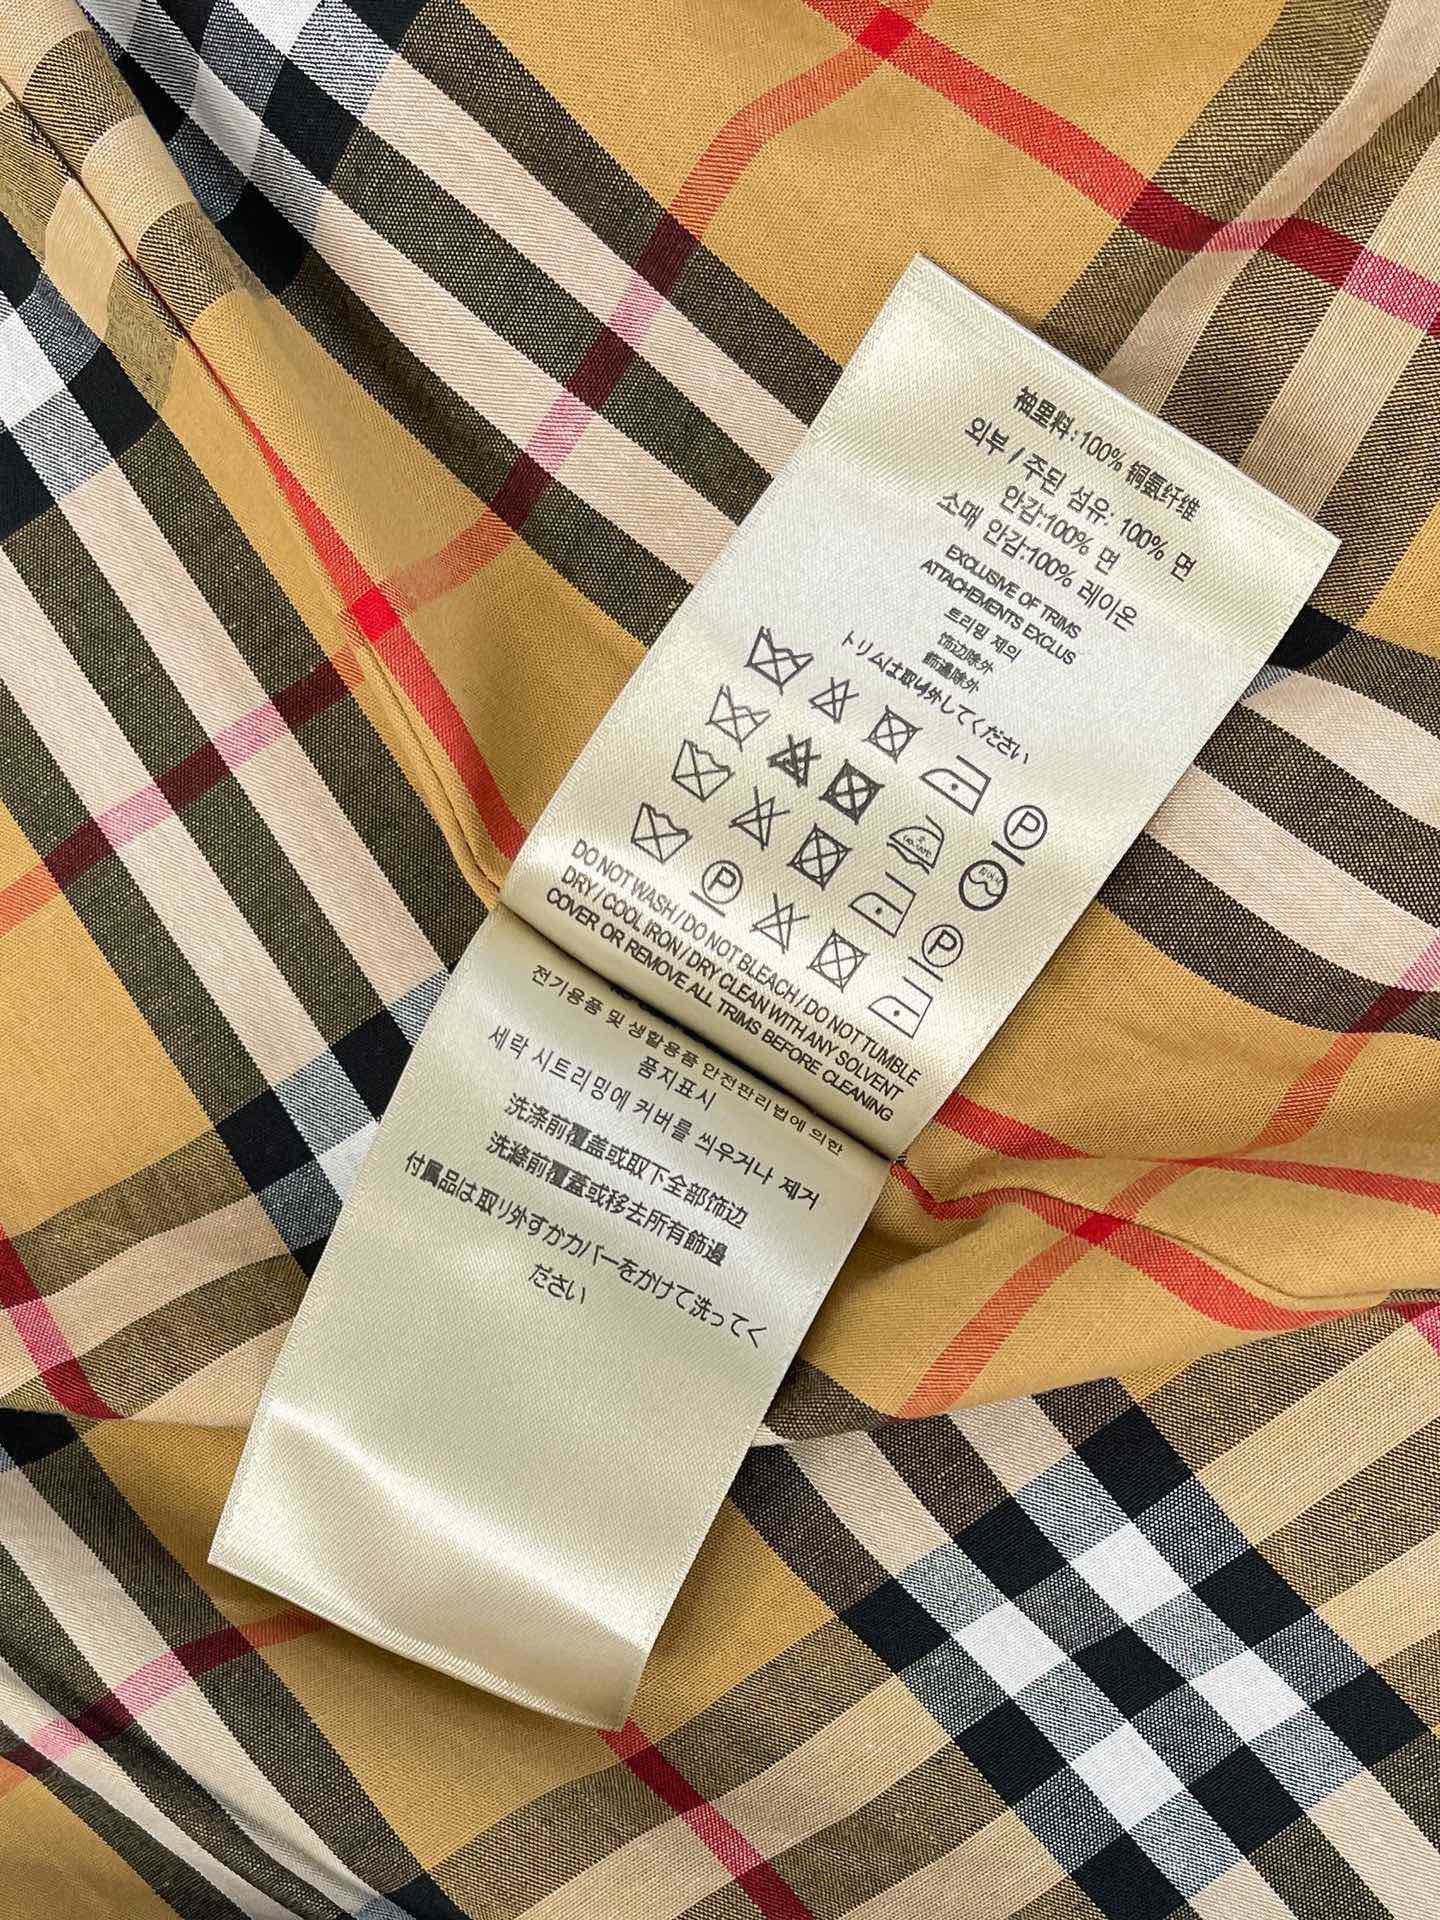 袖里料:100% 铜氨纤维
외부 / 주된 섬유: 100% 면
안감:100% 면
소매 안감:100% 레이온
EXCLUSIVE OF TRIMS
ATTACHEMENTS EXCLUS
트리밍 제외
饰边除外
飾邊除外
トリムは取り外してください
P
P
P
DO NOT WASH / DO NOT BLEACH / DO NOT TUMBLE
DRY / COOL IRON / DRY CLEAN WITH ANY SOLVENT
COVER OR REMOVE ALL TRIMS BEFORE CLEANING
전기용품 및 생활용품 안전관리법에 의한
품지표시
세락 시트리밍에 커버를 씌우거나 제거
洗涤前覆盖或取下全部饰边
洗滌前覆蓋或移去所有飾邊
付属品は取り外すかカバーをかけて洗ってく
ださい